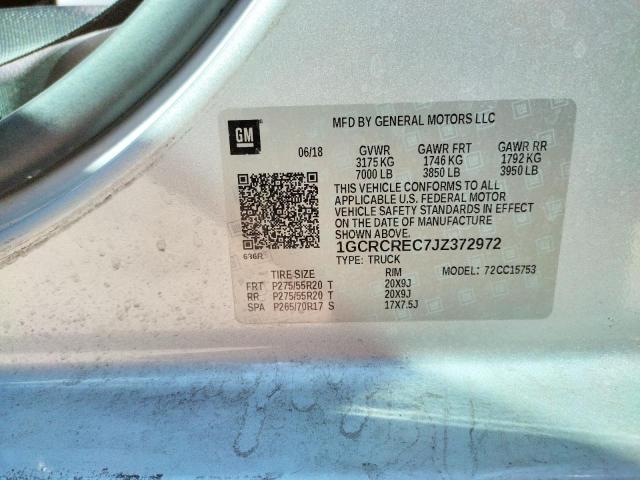 GM
MFD BY GENERAL MOTORS LLC
06/18 GVWR GAWR FRT GAWR RR
3175 KG 1746 KG 1792 KG
7000 LB 3850 LB 3950 LB
THIS VEHICLE CONFORMS TO ALL
APPLICABLE U.S. FEDERAL MOTOR
VEHICLE SAFETY STANDARDS IN EFFECT
ON THE DATE OF MANUFACTURE
SHOWN ABOVE.
1GCRCREC7JZ372972
636R
TYPE: TRUCK MODEL: 72CC15753
TIRE SIZE RIM
FRT P275/55R20 T 20X9J
RR P275/55R20 T 20X9J
SPA P265/70R17 S 17X7.5J